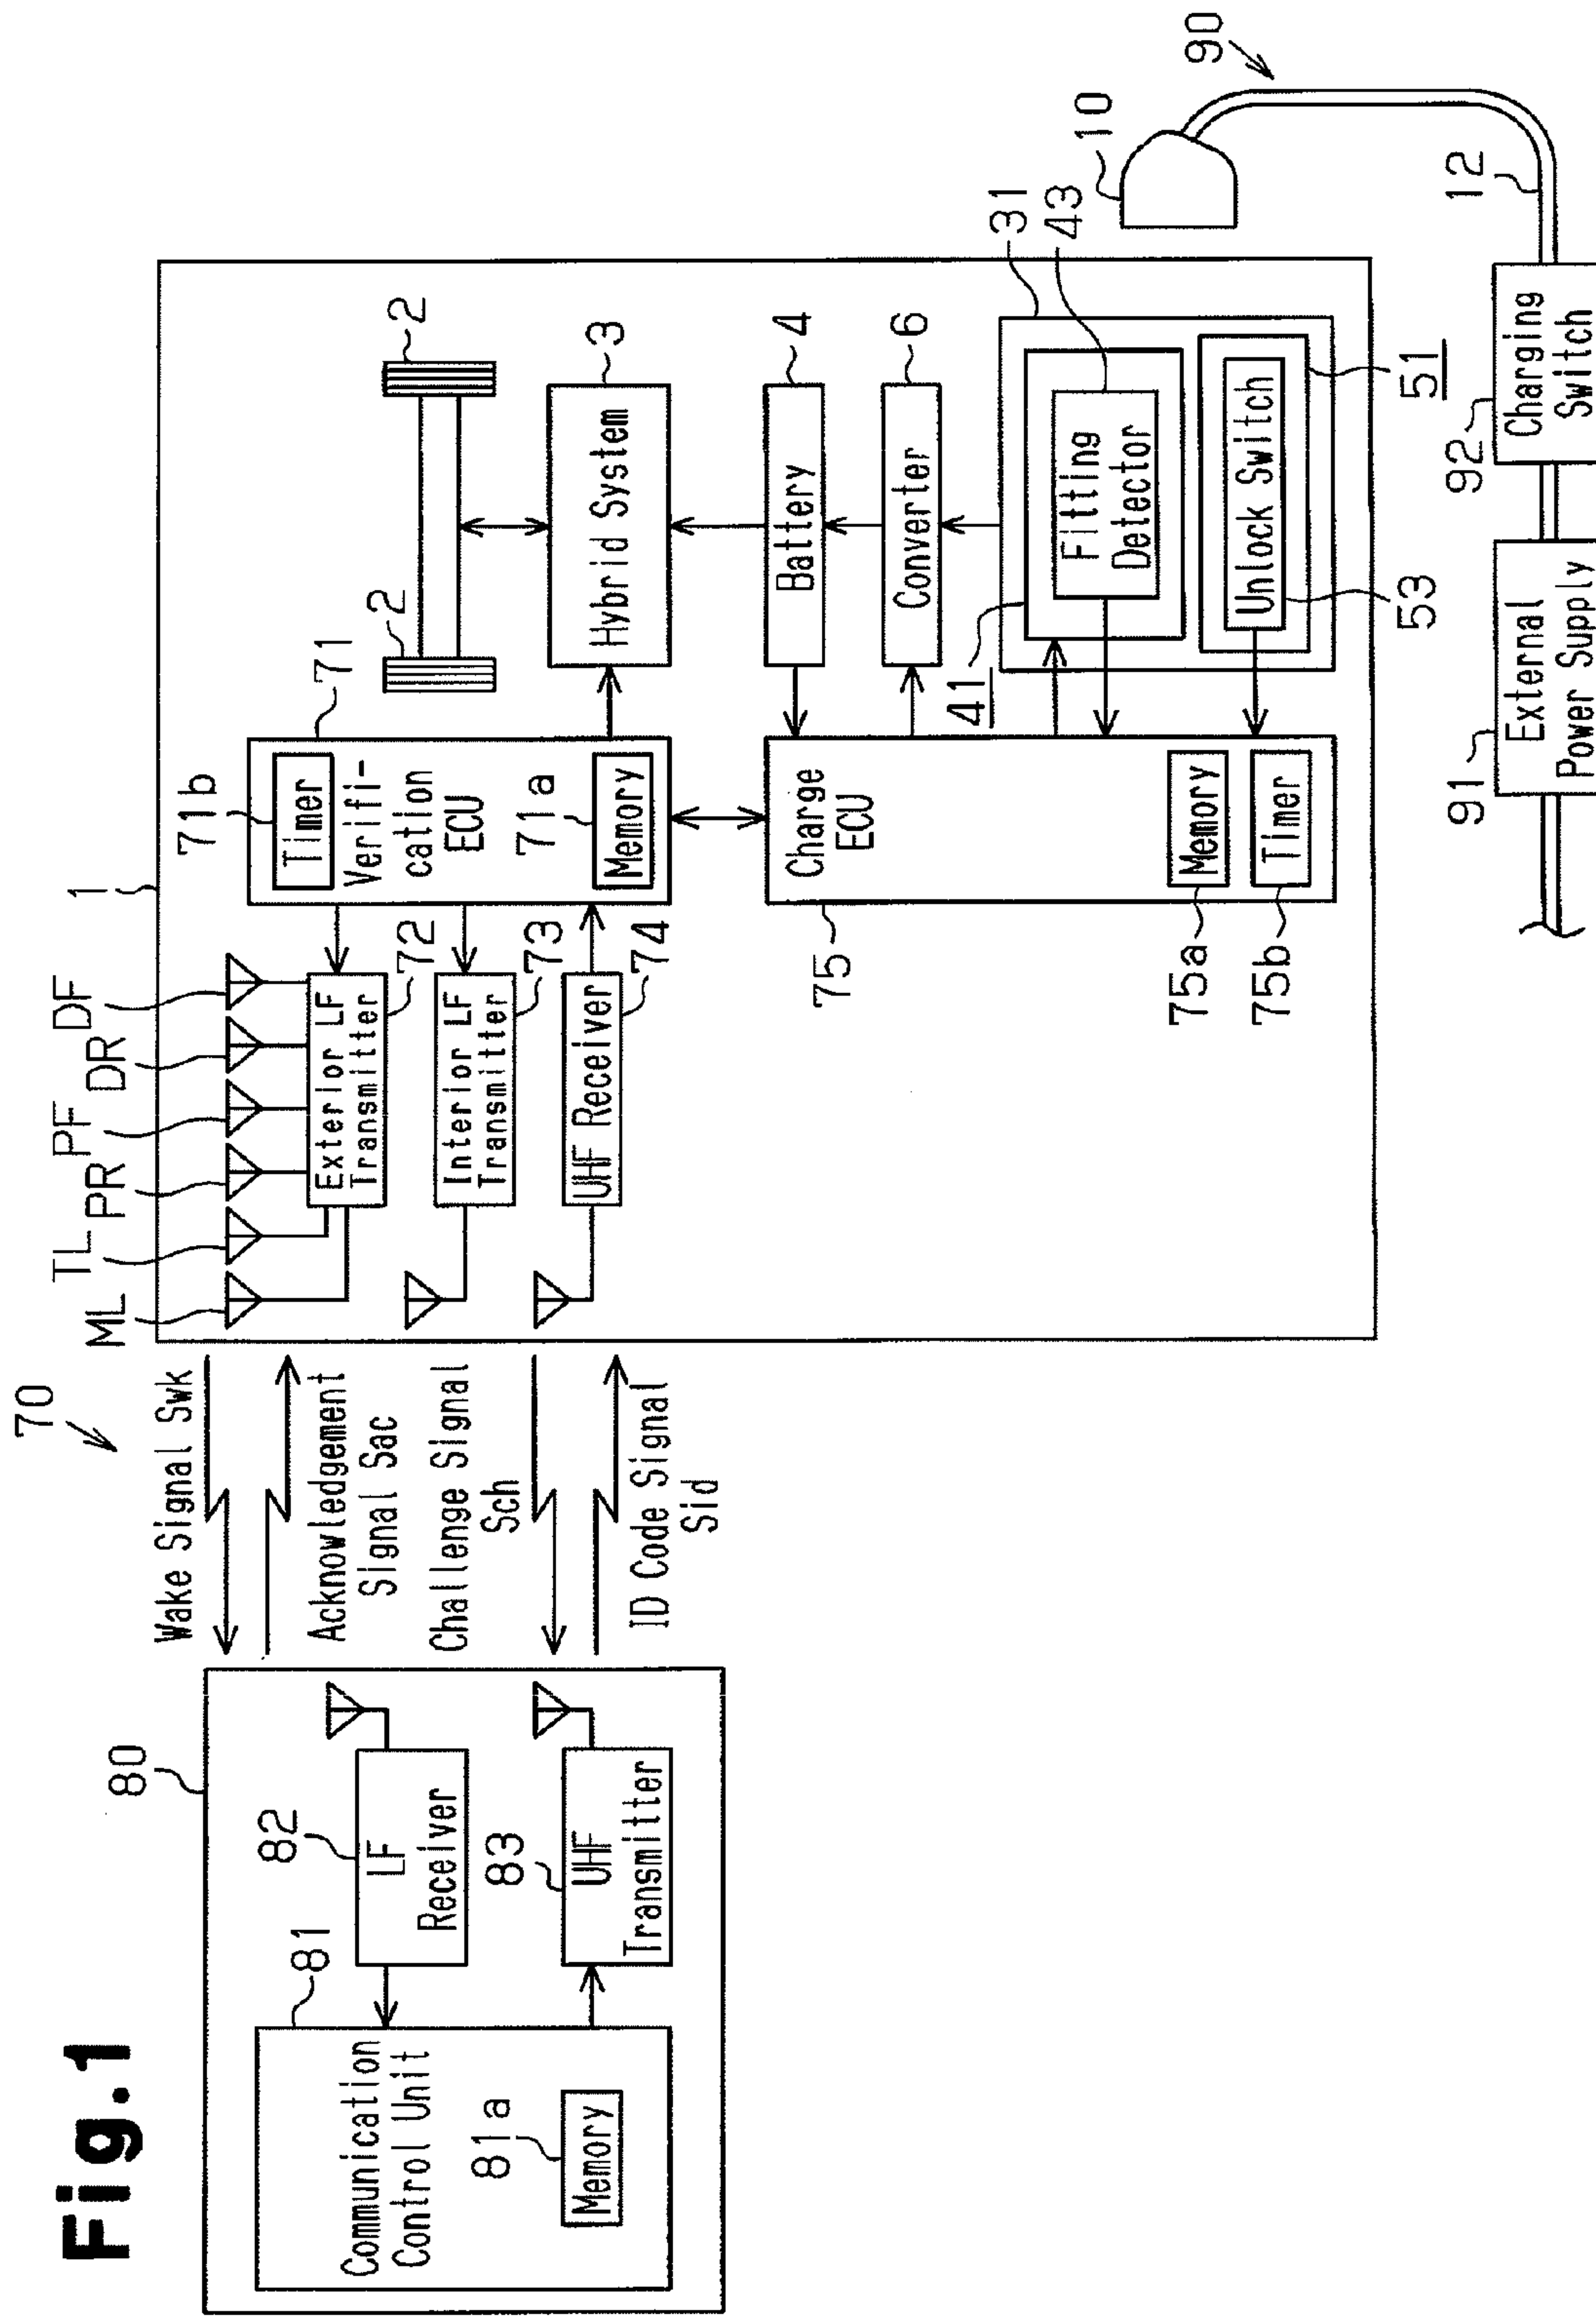 Fig.1
70
80
81
Communication
Control Unit
81a
Memory
82
LF
Receiver
83
UHF
Transmitter
Wake Signal Swk
Acknowledgement
Signal Sac
Challenge Signal
Sch
ID Code Signal
Sid
1
ML
TL
PR
PF
DR
DF
Exterior LF
Transmitter
72
Interior LF
Transmitter
73
UHF Receiver
74
71b
71
Timer
Verifi-
cation
ECU
71a
Memory
2
2
Hybrid System
3
Battery
4
Converter
6
75
Charge
ECU
Memory
75a
Timer
75b
31
41
43
Fitting
Detector
Unlock Switch
51
53
10
90
12
91
External
Power Supply
92
Charging
Switch